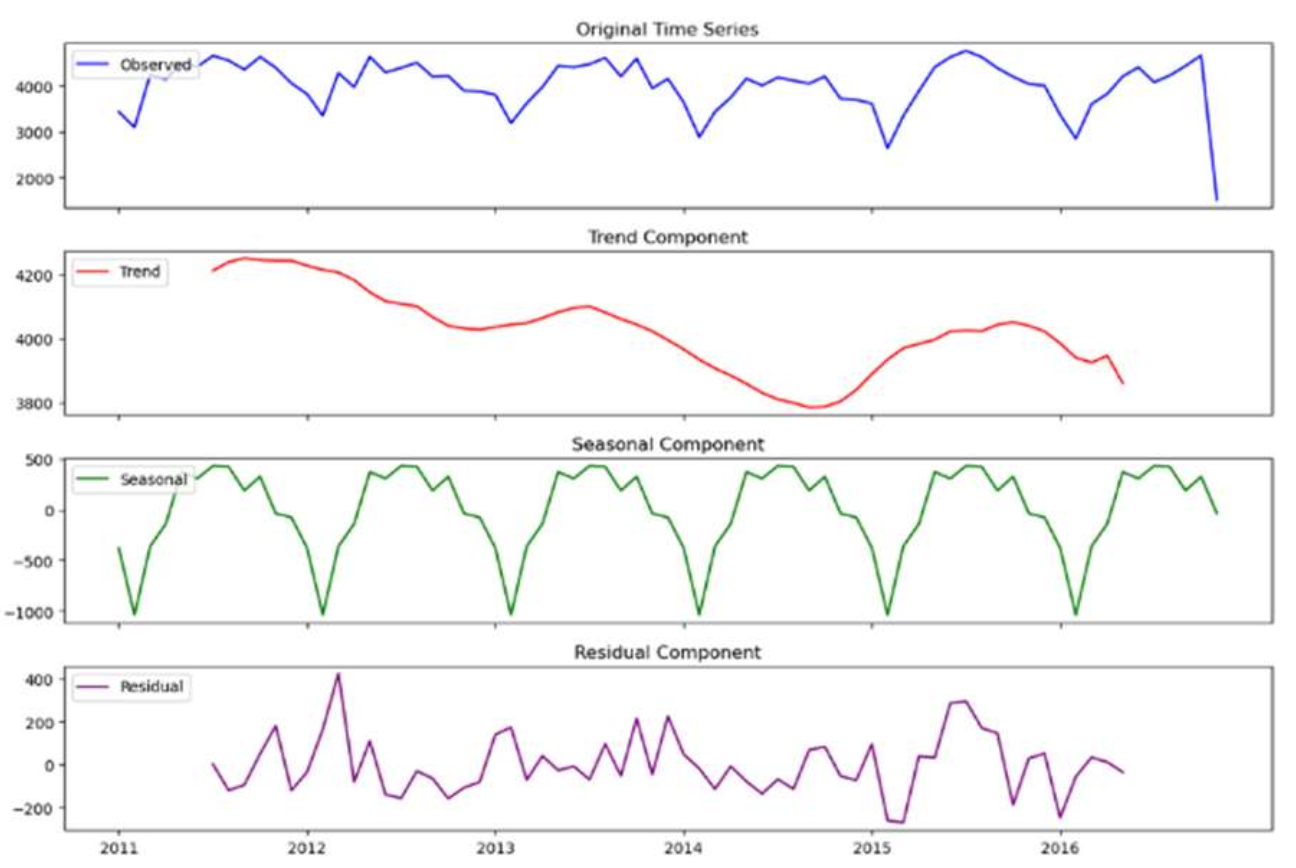 Original Time Series
Observed
4000
3000
2000
Trend Component
Trend
4200
4000
3800
Seasonal Component
500
Seasonal
0
−500
−1000
Residual Component
400
Residual
200
0
−200
2011 2012 2013 2014 2015 2016